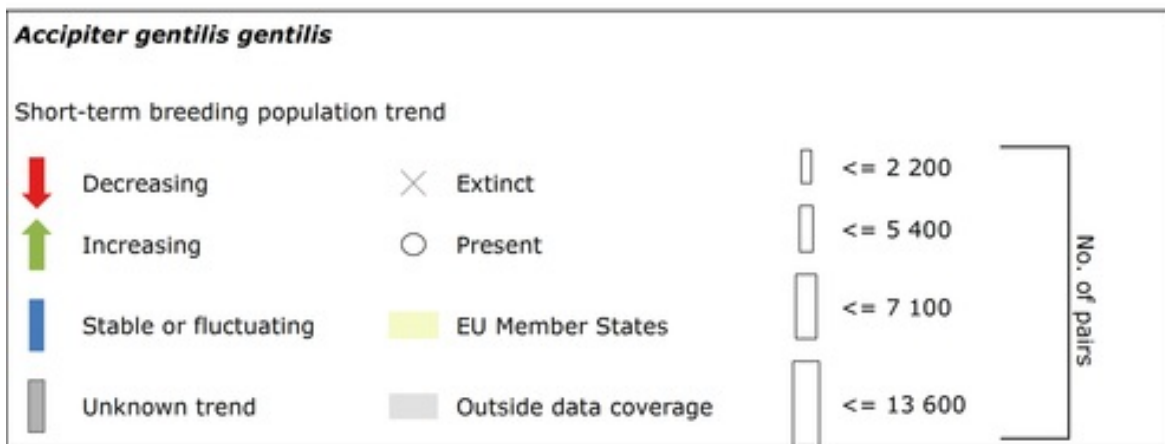 Accipiter gentilis gentilis
Short-term breeding population trend
Decreasing
Extinct
<= 2 200
Increasing
Present
<= 5 400
Stable or fluctuating
EU Member States
<= 7 100
Unknown trend
Outside data coverage
<= 13 600
No. of pairs